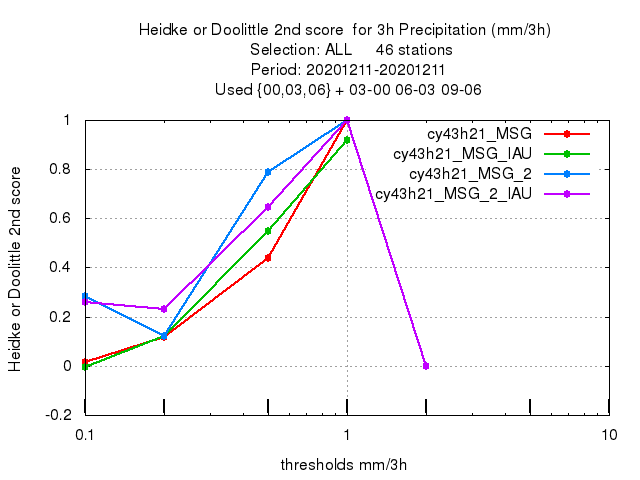 Heidke or Doolittle 2nd score  for 3h Precipitation (mm/3h)
Selection: ALL     46 stations
Period: 20201211-20201211
Used {00,03,06} + 03-00 06-03 09-06
cy43h21_MSG
cy43h21_MSG_IAU
cy43h21_MSG_2
cy43h21_MSG_2_IAU
Heidke or Doolittle 2nd score
1
0.8
0.6
0.4
0.2
0
-0.2
0.1
1
10
thresholds mm/3h